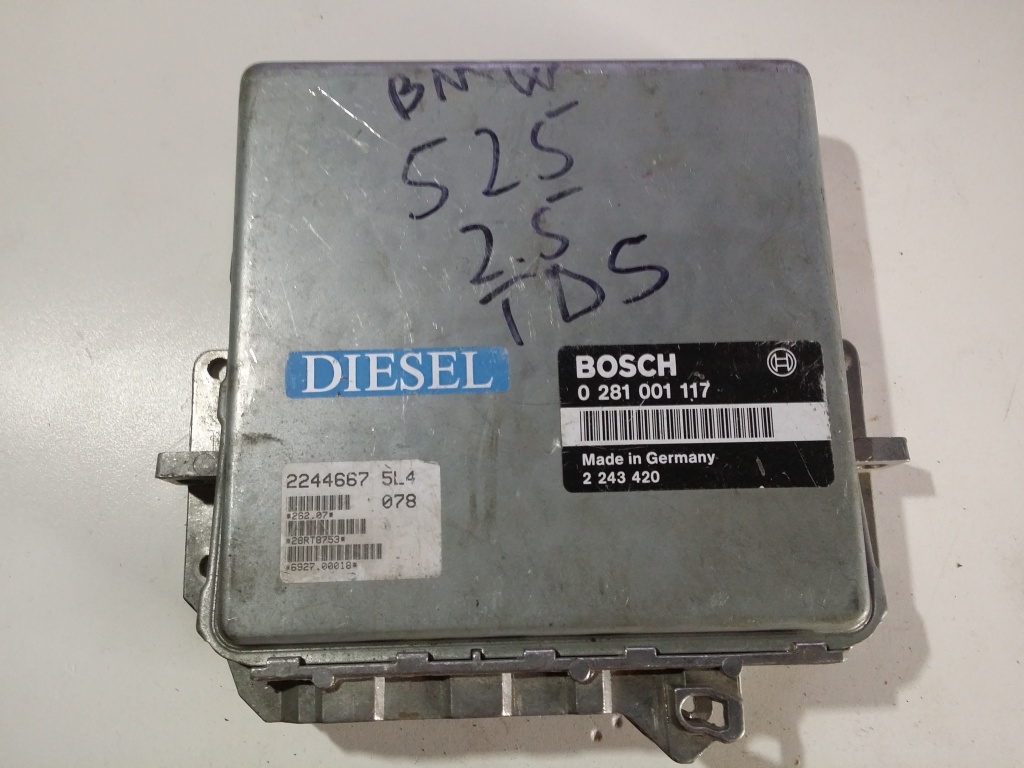 BMW
525
2.5
TDS
DIESEL
BOSCH
0 281 001 117
Made in Germany
2 243 420
2244667 5L4
078
*252.07*
*28RT8753*
*6927.00018*